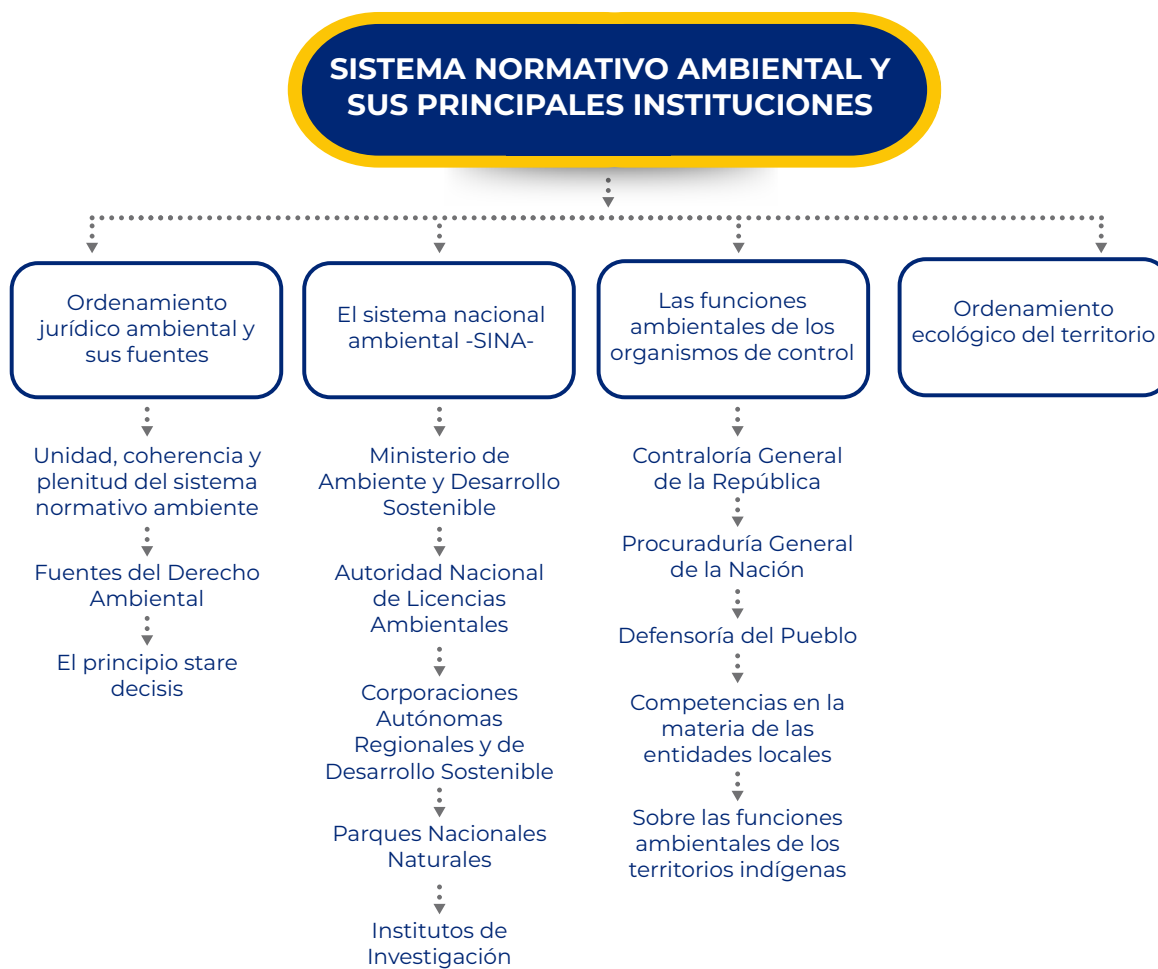 SISTEMA NORMATIVO AMBIENTAL Y
SUS PRINCIPALES INSTITUCIONES
Ordenamiento
jurídico ambiental y
sus fuentes
Unidad, coherencia y
plenitud del sistema
normativo ambiente
Fuentes del Derecho
Ambiental
El principio stare
decisis
El sistema nacional
ambiental -SINA-
Ministerio de
Ambiente y Desarrollo
Sostenible
Autoridad Nacional
de Licencias
Ambientales
Corporaciones
Autónomas
Regionales y de
Desarrollo Sostenible
Parques Nacionales
Naturales
Institutos de
Investigación
Las funciones
ambientales de los
organismos de control
Contraloría General
de la República
Procuraduría General
de la Nación
Defensoría del Pueblo
Competencias en la
materia de las
entidades locales
Sobre las funciones
ambientales de los
territorios indígenas
Ordenamiento
ecológico del territorio